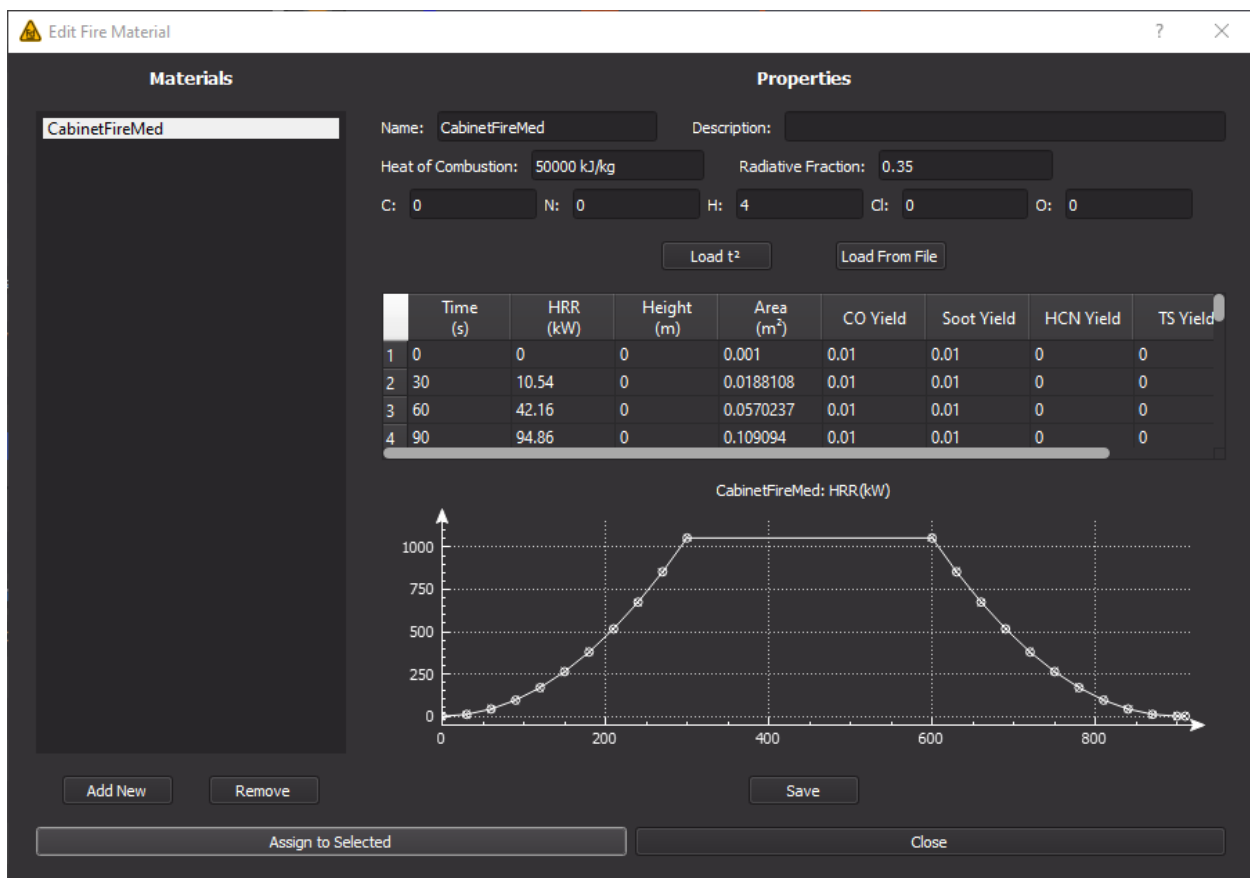 Edit Fire Material ?
Materials
Properties
CabinetFireMed
Name: CabinetFireMed Description:
Heat of Combustion: 50000 kJ/kg Radiative Fraction: 0.35
C: 0 N: 0 H: 4 Cl: 0 O: 0
Load t² Load From File
Time (s) HRR (kW) Height (m) Area (m²) CO Yield Soot Yield HCN Yield TS Yield
1 0 0 0 0.001 0.01 0.01 0 0
2 30 10.54 0 0.0188108 0.01 0.01 0 0
3 60 42.16 0 0.0570237 0.01 0.01 0 0
4 90 94.86 0 0.109094 0.01 0.01 0 0
CabinetFireMed: HRR(kW)
1000
750
500
250
0
0 200 400 600 800
Add New Remove Save
Assign to Selected Close